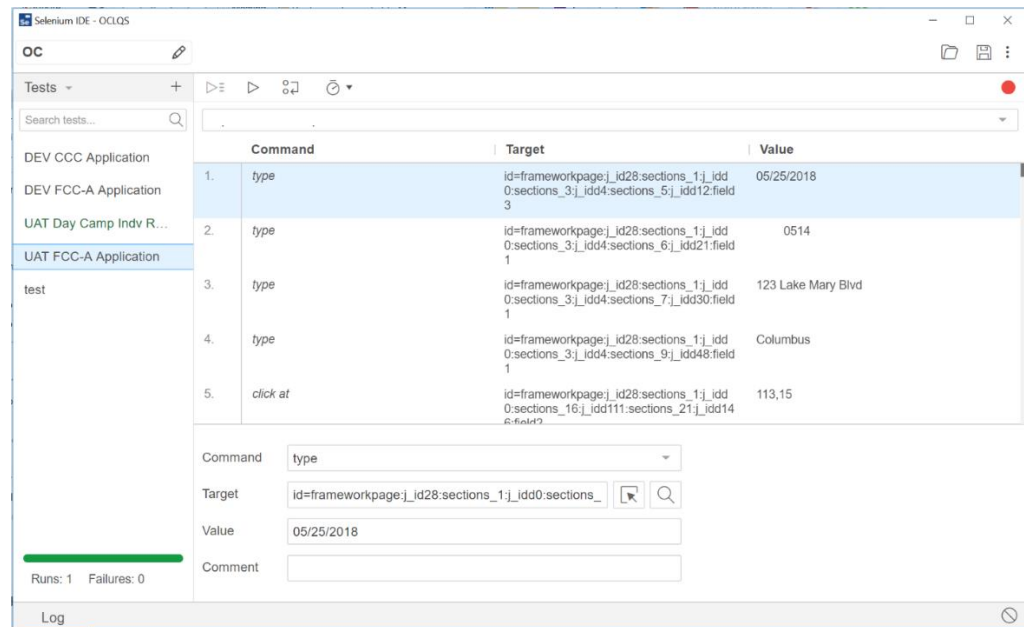 Selenium IDE - OCLQS
OC
Tests
Search tests...
DEV CCC Application
DEV FCC-A Application
UAT Day Camp Indv R...
UAT FCC-A Application
test
Runs: 1 Failures: 0
Command Target Value
1. type id=frameworkpage:j_id28:sections_1:j_idd 05/25/2018
0:sections_3:j_idd4:sections_5:j_idd12:field
3
2. type id=frameworkpage:j_id28:sections_1:j_idd 0514
0:sections_3:j_idd4:sections_6:j_idd21:field
1
3. type id=frameworkpage:j_id28:sections_1:j_idd 123 Lake Mary Blvd
0:sections_3:j_idd4:sections_7:j_idd30:field
1
4. type id=frameworkpage:j_id28:sections_1:j_idd Columbus
0:sections_3:j_idd4:sections_9:j_idd48:field
1
5. click at id=frameworkpage:j_id28:sections_1:j_idd 113,15
0:sections_16:j_idd111:sections_21:j_idd14
6:field2
Command type
Target id=frameworkpage:j_id28:sections_1:j_idd0:sections_
Value 05/25/2018
Comment
Log